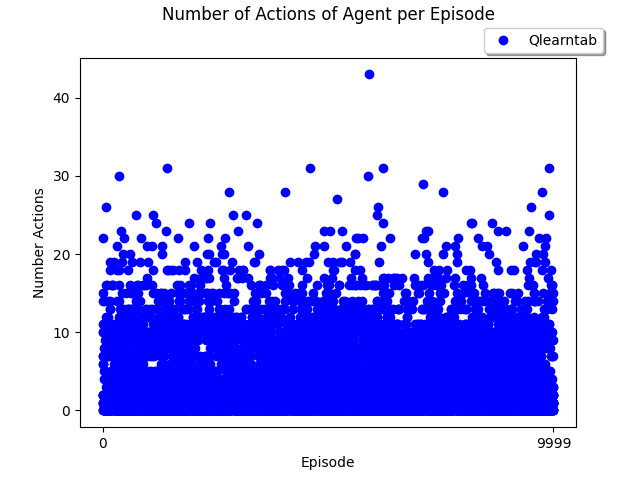 Number of Actions of Agent per Episode
Qlearntab
40
30
20
10
0
Number Actions
0
9999
Episode